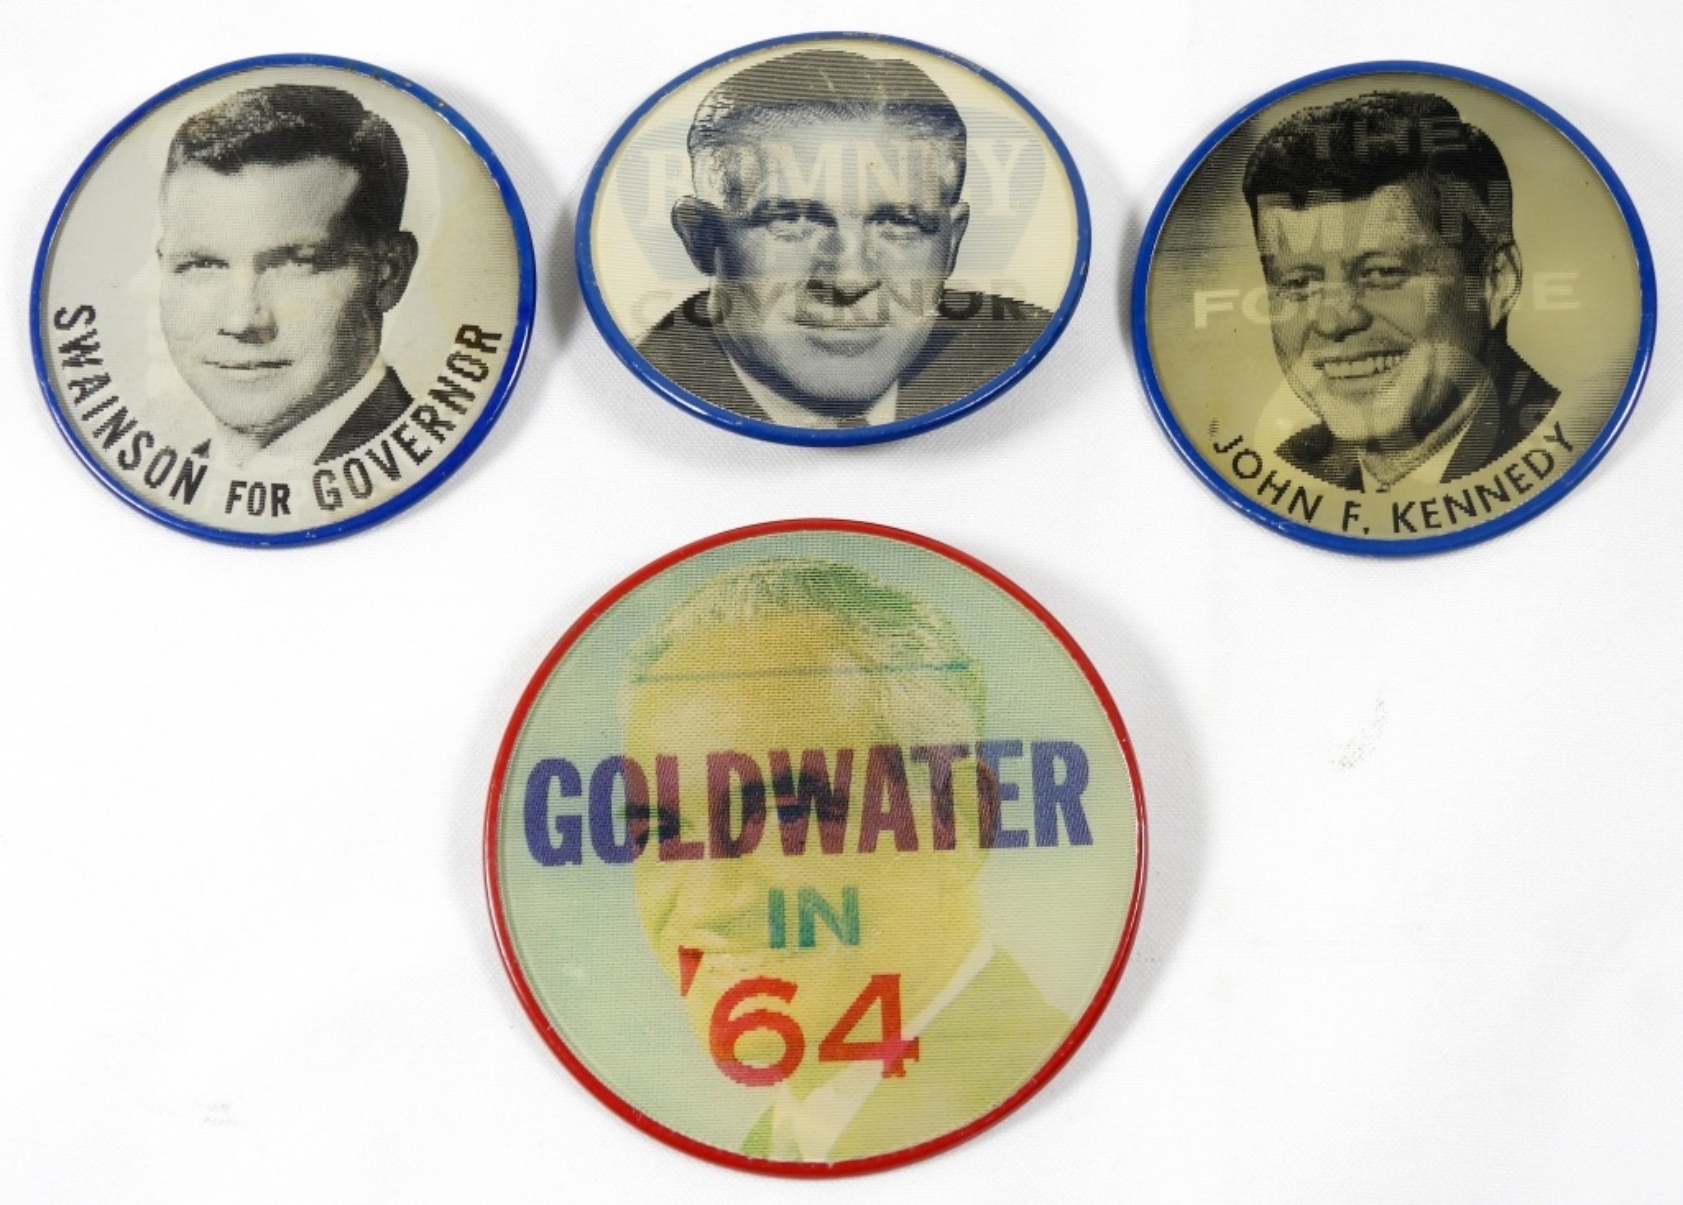 SWAINSON FOR GOVERNOR
ROMNEY
GOVERNOR
THE
MAN
FOR THE
JOHN F. KENNEDY
GOLDWATER
IN
'64